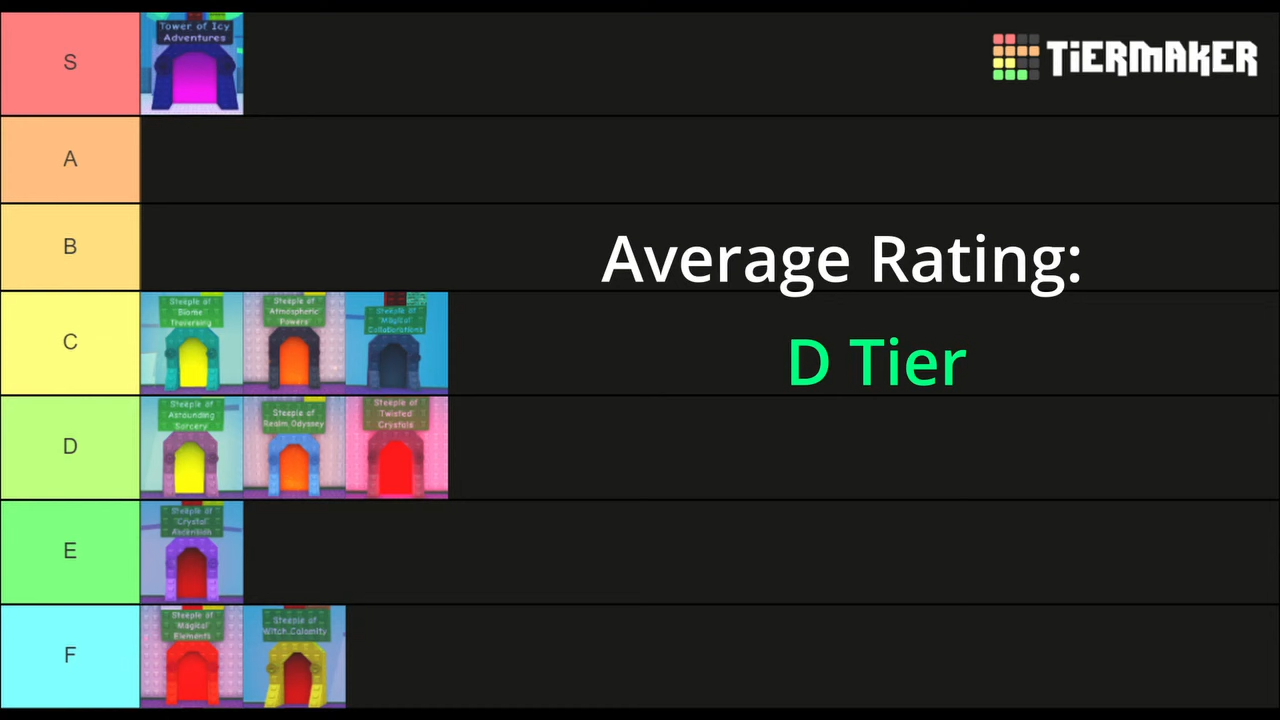 S
Tower of Icy
Adventures
TiERMAKER
A
B
Average Rating:
D Tier
C
Steeple of
"Biome"
Traversing
Steeple of
"Atmospheric"
"Powers"
Steeple of
"Magical"
Collaborations
D
Steeple of
Astounding
Sorcery
Steeple of
Realm Odyssey
Steeple of
"Twisted"
Crystals
E
Steeple of
"Crystal"
Ascension
F
Steeple of
"Magical"
Elements
Steeple of
Witch Calamity